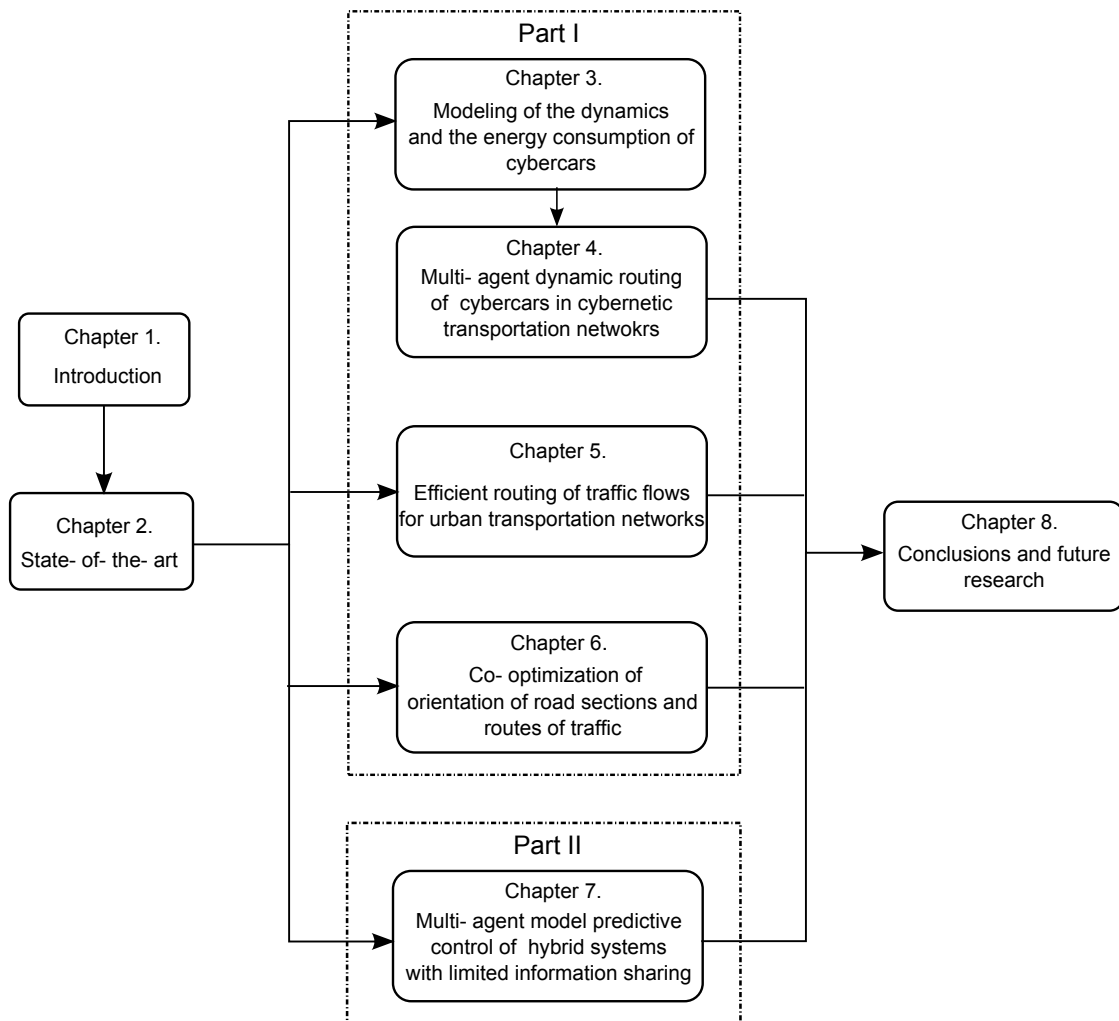 Part I
Chapter 3.
Modeling of the dynamics
and the energy consumption of
cybercars
Chapter 4.
Multi- agent dynamic routing
of cybercars in cybernetic
transportation netwokrs
Chapter 1.
Introduction
Chapter 2.
State- of- the- art
Chapter 5.
Efficient routing of traffic flows
for urban transportation networks
Chapter 6.
Co- optimization of
orientation of road sections and
routes of traffic
Part II
Chapter 7.
Multi- agent model predictive
control of hybrid systems
with limited information sharing
Chapter 8.
Conclusions and future
research